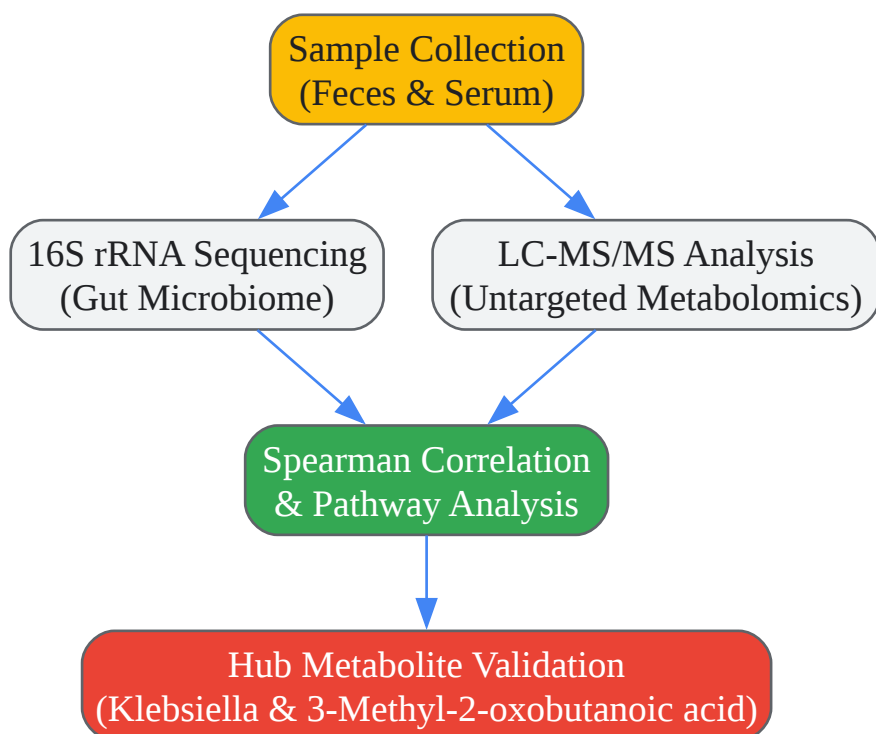 Sample Collection
(Feces & Serum)
16S rRNA Sequencing
(Gut Microbiome)
LC-MS/MS Analysis
(Untargeted Metabolomics)
Spearman Correlation
& Pathway Analysis
Hub Metabolite Validation
(Klebsiella & 3-Methyl-2-oxobutanoic acid)